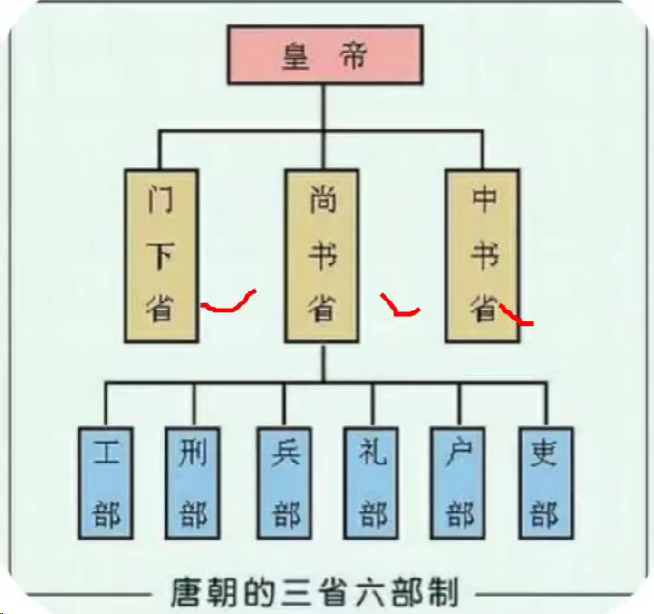 皇帝
门下省
尚书省
中书省
工部
刑部
兵部
礼部
户部
吏部
唐朝的三省六部制